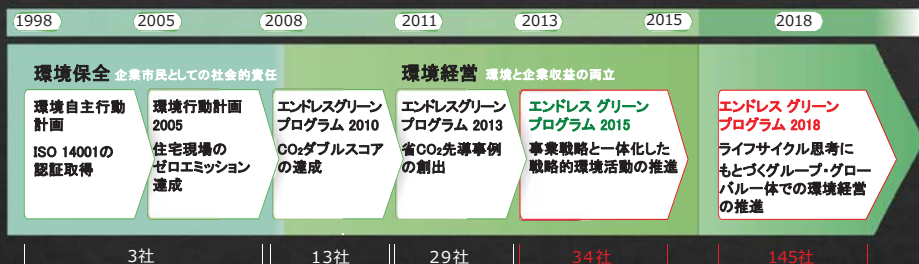 1998 2005 2008 2011 2013 2015 2018
環境保全 企業市民としての社会的責任
環境経営 環境と企業収益の両立
環境自主行動
計画
ISO 14001の
認証取得
環境行動計画
2005
住宅現場の
ゼロエミッション
達成
エンドレスグリーン
プログラム 2010
CO₂ダブルスコア
の達成
エンドレスグリーン
プログラム 2013
省CO₂先導事例
の創出
エンドレス グリーン
プログラム 2015
事業戦略と一体化した
戦略的環境活動の推進
エンドレス グリーン
プログラム 2018
ライフサイクル思考に
もとづくグループ・グロー
バル一体での環境経営
の推進
3社 13社 29社 34社 145社